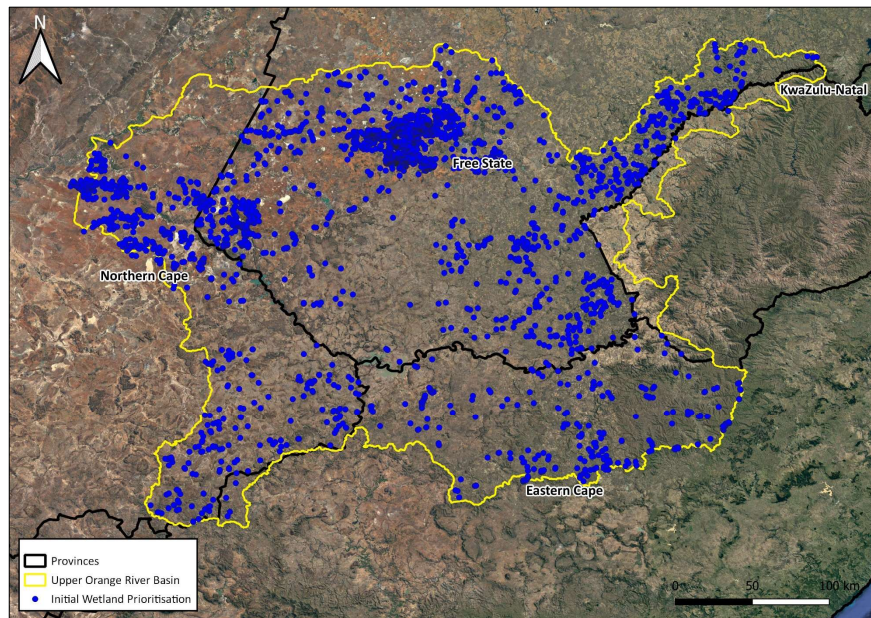 N
KwaZulu-Natal
Free State
Northern Cape
Eastern Cape
Provinces
Upper Orange River Basin
Initial Wetland Prioritisation
0 50 100 km